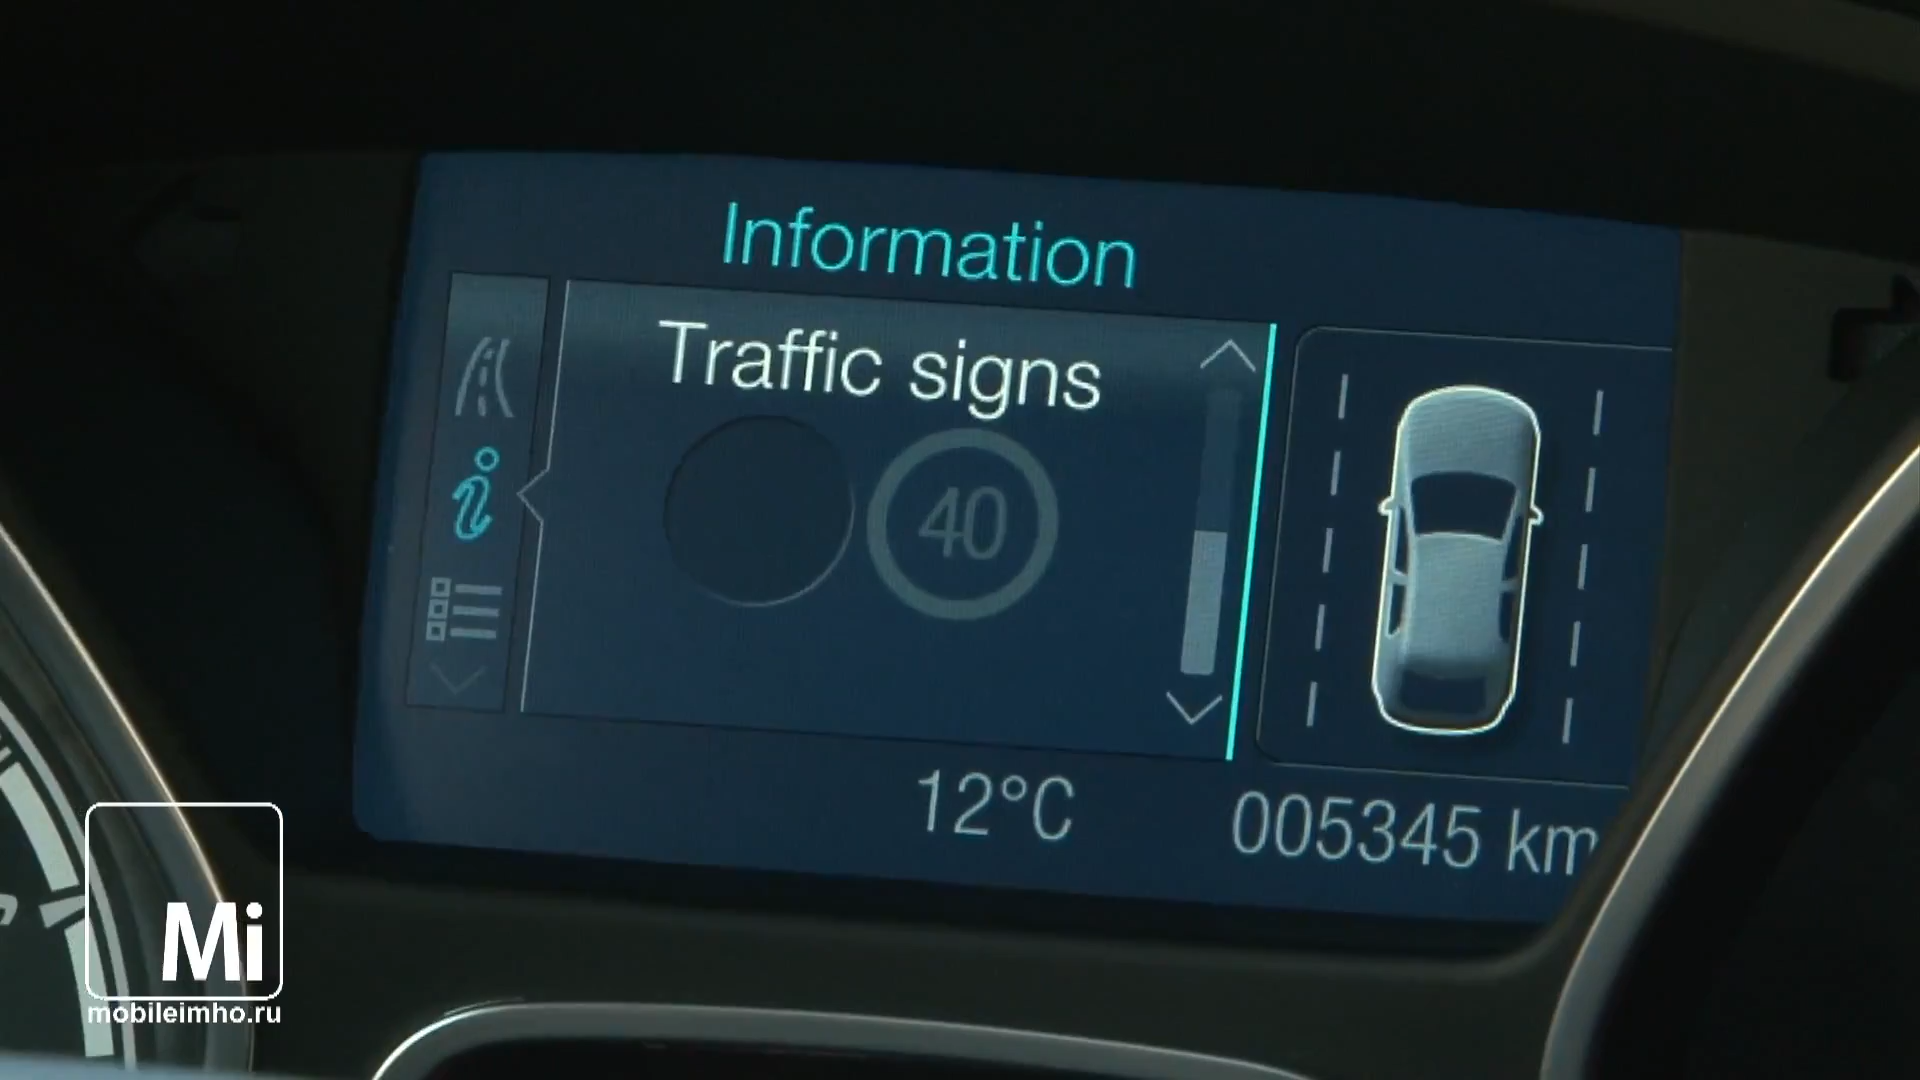 Information
Traffic signs
40
12°C
005345 km
Mi
mobileimho.ru